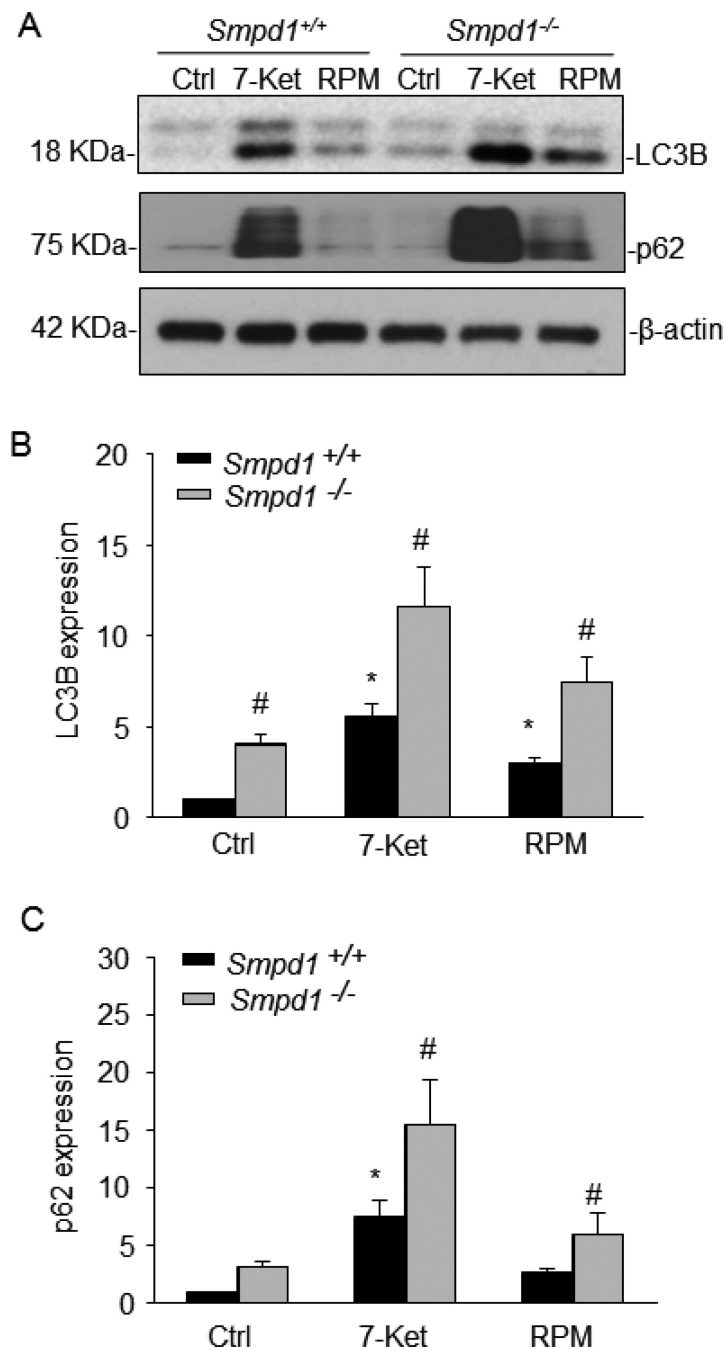 A
Smpd1+/+ Smpd1-/-
Ctrl 7-Ket RPM Ctrl 7-Ket RPM
18 KDa- -LC3B
75 KDa- -p62
42 KDa- -β-actin
B
20
15
10
5
0
LC3B expression
Smpd1 +/+
Smpd1 -/-
#
*
#
*
#
Ctrl 7-Ket RPM
C
30
25
20
15
10
5
0
p62 expression
Smpd1 +/+
Smpd1 -/-
*
#
#
Ctrl 7-Ket RPM